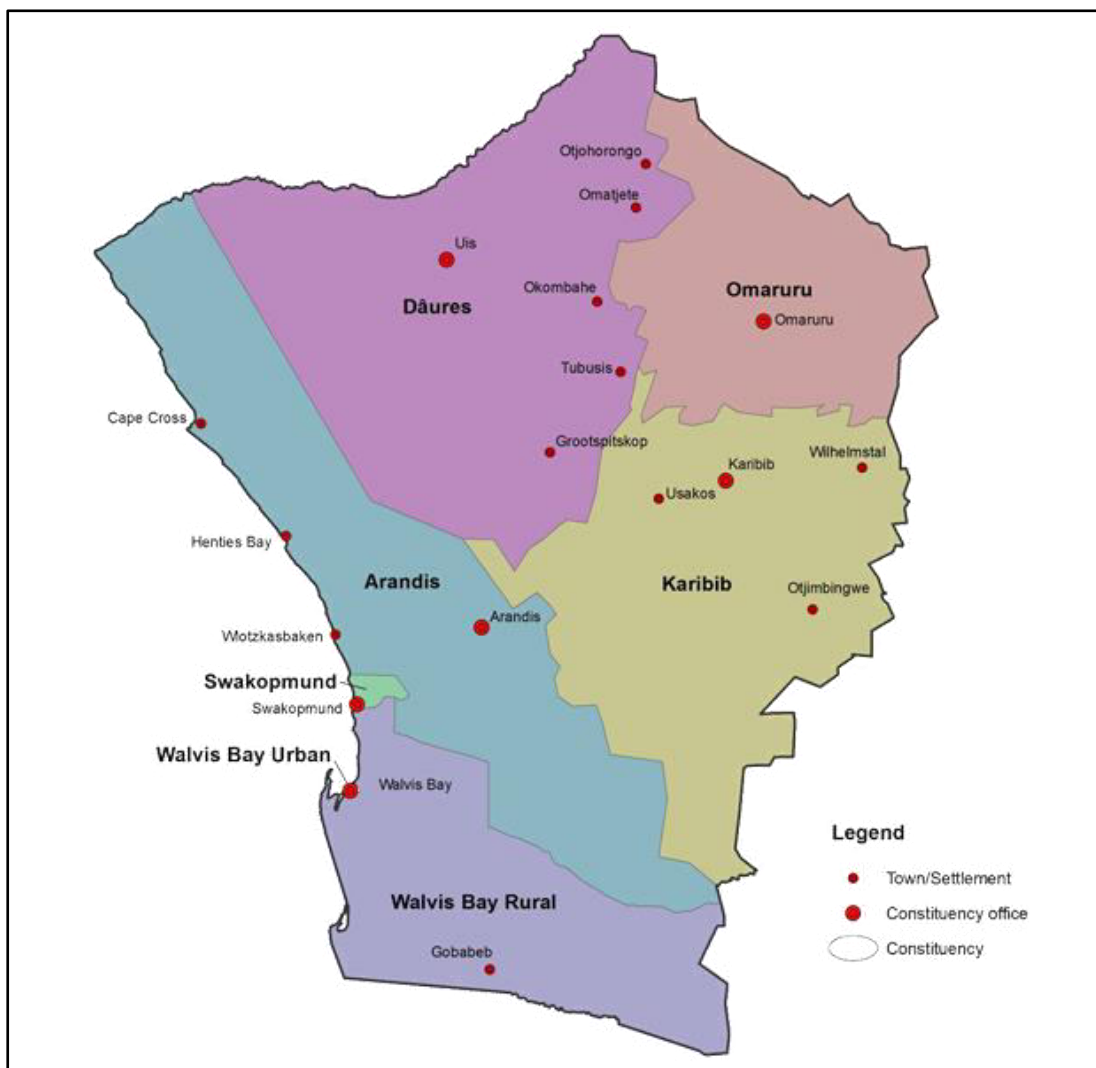 Otjohorongo
Omatjete
Uis
Okombahe
Dâures
Omaruru
Omaruru
Tubusis
Cape Cross
Grootspitskop
Karibib
Wilhelmstal
Usakos
Henties Bay
Arandis
Karibib
Otjimbingwe
Arandis
Wlotzkasbaken
Swakopmund
Swakopmund
Walvis Bay Urban
Walvis Bay
Legend
Town/Settlement
Walvis Bay Rural
Constituency office
Gobabeb
Constituency